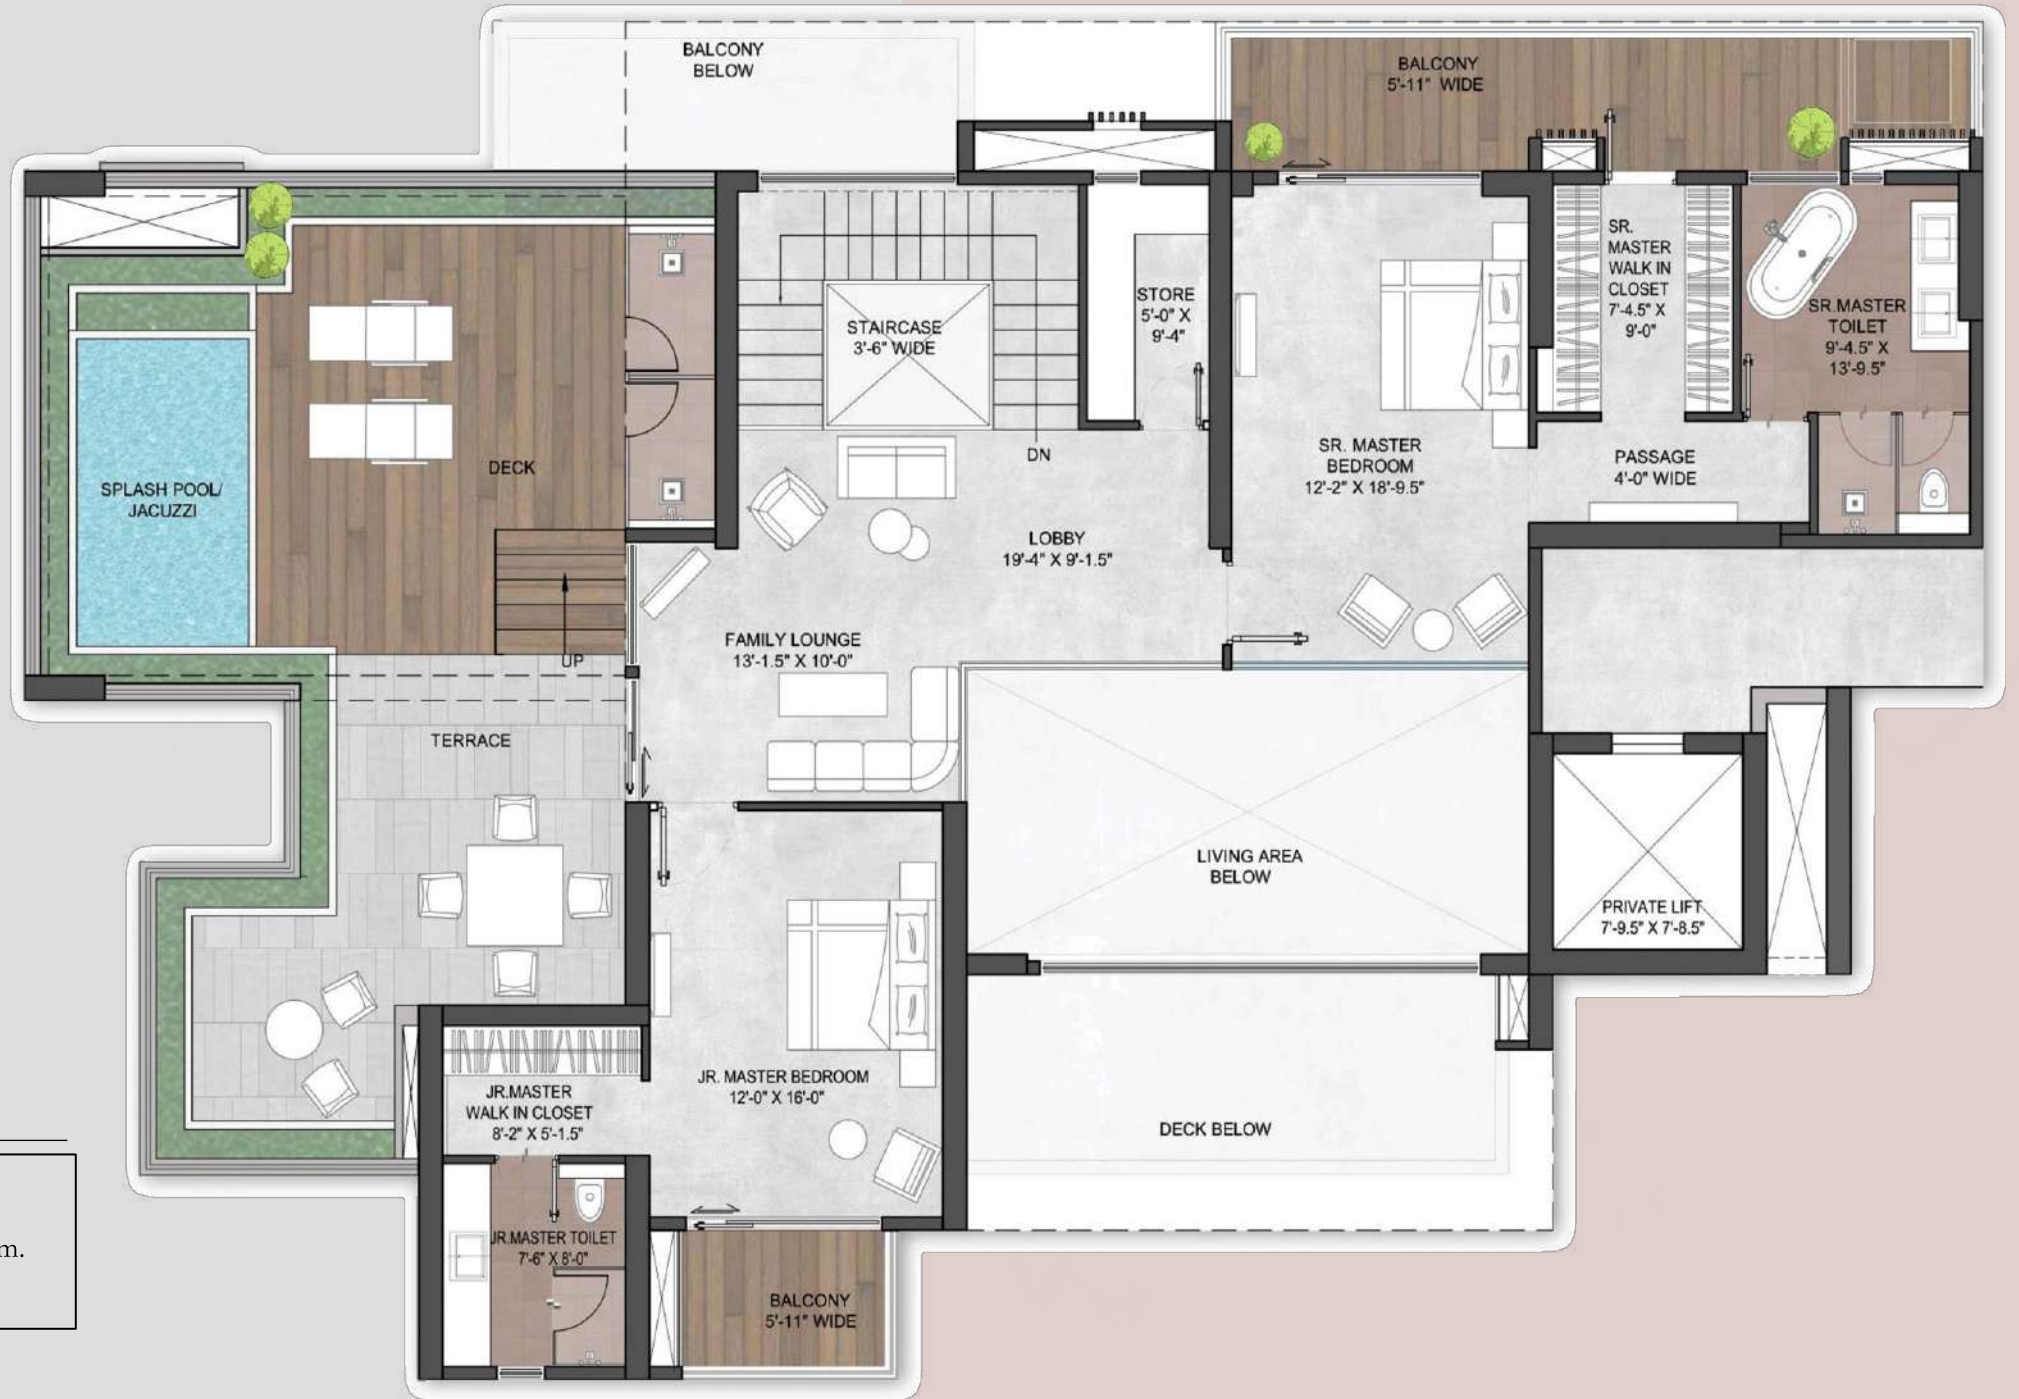 BALCONY
BELOW
BALCONY
5'-11" WIDE
SR.
MASTER
WALK IN
CLOSET
7'-4.5" X
9'-0"
STORE
5'-0" X
9'-4"
SR.MASTER
TOILET
9'-4.5" X
13'-9.5"
STAIRCASE
3'-6" WIDE
DN
SR. MASTER
BEDROOM
12'-2" X 18'-9.5"
PASSAGE
4'-0" WIDE
DECK
SPLASH POOL/
JACUZZI
LOBBY
19'-4" X 9'-1.5"
FAMILY LOUNGE
13'-1.5" X 10'-0"
UP
TERRACE
LIVING AREA
BELOW
PRIVATE LIFT
7'-9.5" X 7'-8.5"
JR. MASTER BEDROOM
12'-0" X 16'-0"
JR.MASTER
WALK IN CLOSET
8'-2" X 5'-1.5"
DECK BELOW
JR.MASTER TOILET
7'-6" X 8'-0"
m.
BALCONY
5'-11" WIDE